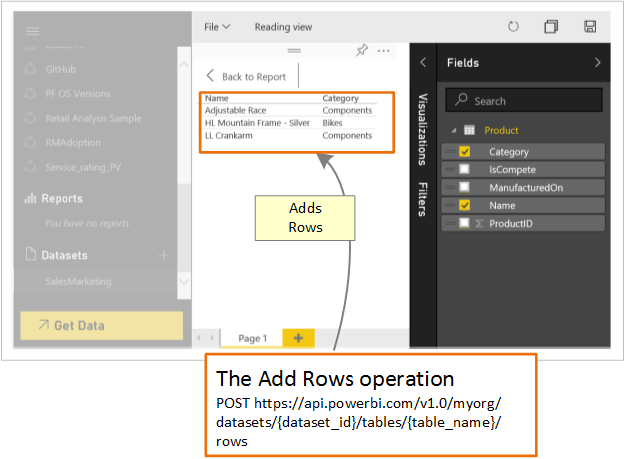 File
Reading view
GitHub
PF OS Versions
Retail Analysis Sample
RMAdoption
Service_rating_PV
Reports
You have no reports
Datasets
SalesMarketing
Get Data
Back to Report
Name Category
Adjustable Race Components
HL Mountain Frame - Silver Bikes
LL Crankarm Components
Adds
Rows
Page 1
Visualizations
Filters
Fields
Search
Product
Category
IsCompete
ManufacturedOn
Name
ProductID
The Add Rows operation
POST https://api.powerbi.com/v1.0/myorg/
datasets/{dataset_id}/tables/{table_name}/
rows